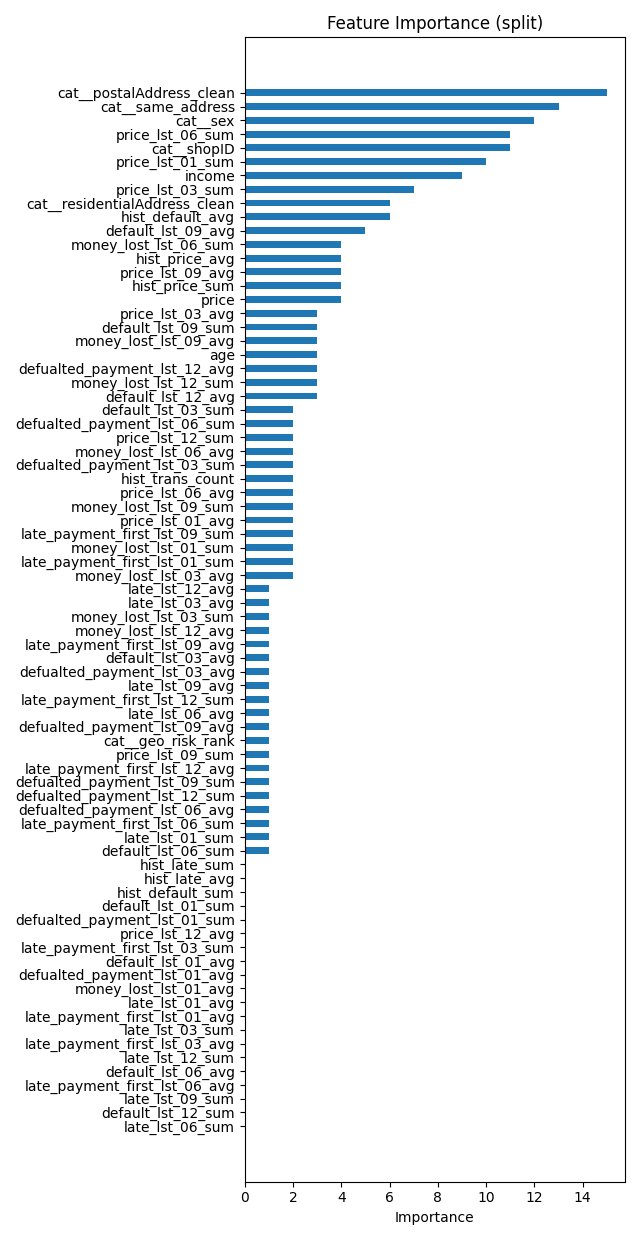 Feature Importance (split)
cat__postalAddress_clean
cat__same_address
cat__sex
price_lst_06_sum
cat__shopID
price_lst_01_sum
income
price_lst_03_sum
cat__residentialAddress_clean
hist_default_avg
default_lst_09_avg
money_lost_lst_06_sum
hist_price_avg
price_lst_09_avg
hist_price_sum
price
price_lst_03_avg
default_lst_09_sum
money_lost_lst_09_avg
age
defualted_payment_lst_12_avg
money_lost_lst_12_sum
default_lst_12_avg
default_lst_03_sum
defualted_payment_lst_06_sum
price_lst_12_sum
money_lost_lst_06_avg
defualted_payment_lst_03_sum
hist_trans_count
price_lst_06_avg
money_lost_lst_09_sum
price_lst_01_avg
late_payment_first_lst_09_sum
money_lost_lst_01_sum
late_payment_first_lst_01_sum
money_lost_lst_03_avg
late_lst_12_avg
late_lst_03_avg
money_lost_lst_03_sum
money_lost_lst_12_avg
late_payment_first_lst_09_avg
default_lst_03_avg
defualted_payment_lst_03_avg
late_lst_09_avg
late_payment_first_lst_12_sum
late_lst_06_avg
defualted_payment_lst_09_avg
cat__geo_risk_rank
price_lst_09_sum
late_payment_first_lst_12_avg
defualted_payment_lst_09_sum
defualted_payment_lst_12_sum
defualted_payment_lst_06_avg
late_payment_first_lst_06_sum
late_lst_01_sum
default_lst_06_sum
hist_late_sum
hist_late_avg
hist_default_sum
default_lst_01_sum
defualted_payment_lst_01_sum
price_lst_12_avg
late_payment_first_lst_03_sum
default_lst_01_avg
defualted_payment_lst_01_avg
money_lost_lst_01_avg
late_lst_01_avg
late_payment_first_lst_01_avg
late_lst_03_sum
late_payment_first_lst_03_avg
late_lst_12_sum
default_lst_06_avg
late_payment_first_lst_06_avg
late_lst_09_sum
default_lst_12_sum
late_lst_06_sum
0 2 4 6 8 10 12 14
Importance